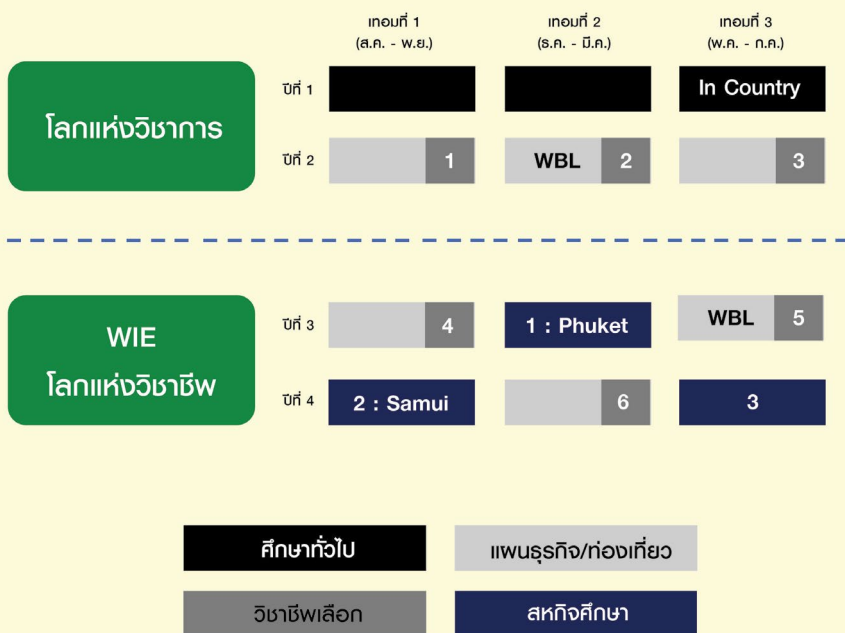 เทอมที่ 1 เทอมที่ 2 เทอมที่ 3
(ส.ค. - พ.ย.) (ธ.ค. - มี.ค.) (พ.ค. - ก.ค.)
โลกแห่งวิชาการ
ปีที่ 1 In Country
ปีที่ 2 1 WBL 2 3
WIE
โลกแห่งวิชาชีพ
ปีที่ 3 4 1 : Phuket WBL 5
ปีที่ 4 2 : Samui 6 3
ศึกษาทั่วไป แผนธุรกิจ/ท่องเที่ยว
วิชาชีพเลือก สหกิจศึกษา